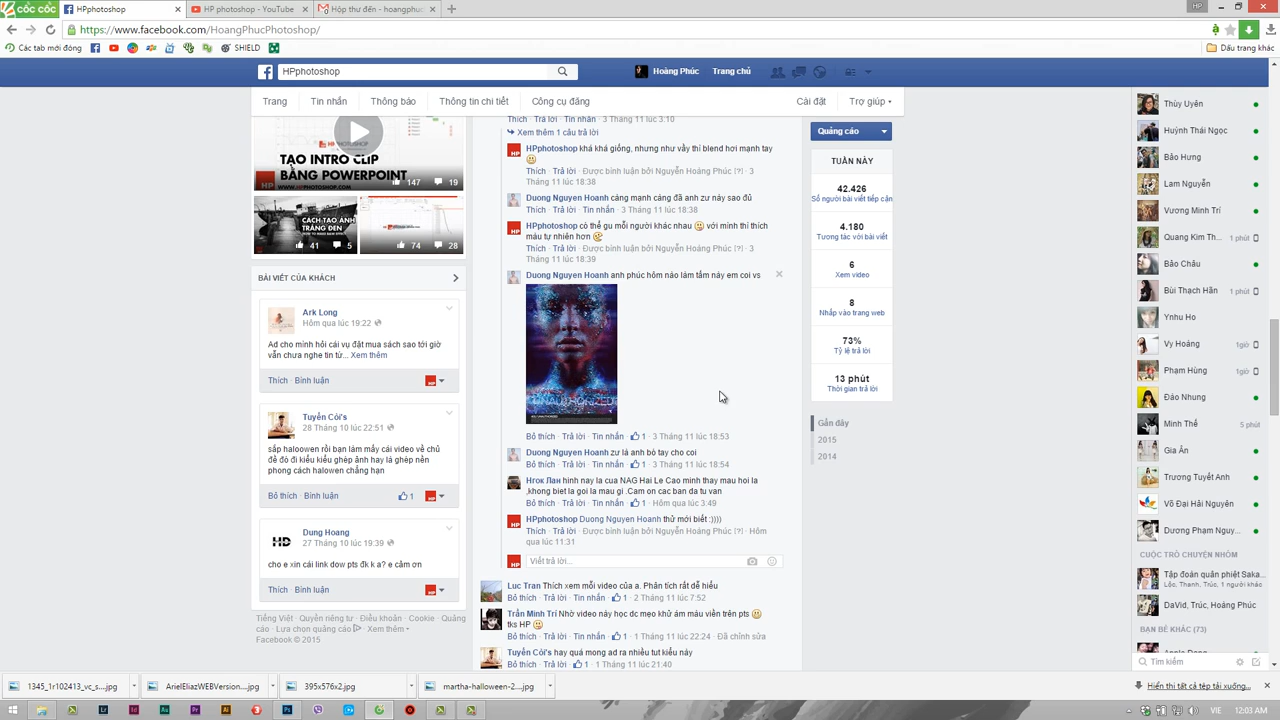 CỐC CỐC
HPphotoshop
HP photoshop - YouTube
Hộp thư đến - hoangphuc
HP
https://www.facebook.com/HoangPhucPhotoshop/
Các tab mới đóng
SHIELD
Dấu trang khác
HPphotoshop
Hoàng Phúc
Trang chủ
Trang
Tin nhắn
Thông báo
Thông tin chi tiết
Công cụ đăng
Cài đặt
Trợ giúp
HPPHOTOSHOP
TẠO INTRO CLIP
BẰNG POWERPOINT
WWW.HPPHOTOSHOP.COM
147
19
CÁCH TẠO ẢNH
TRẮNG ĐEN
41
5
74
28
BÀI VIẾT CỦA KHÁCH
Ark Long
Hôm qua lúc 19:22
Ad cho mình hỏi cái vụ đặt mua sách sao tới giờ
vẫn chưa nghe tin từ... Xem thêm
Thích · Bình luận
Tuyển Còi's
28 Tháng 10 lúc 22:51
sắp haloowen rồi bạn làm mấy cái video về chủ
đề đó đi kiểu kiểu ghép ảnh hay là ghép nên
phong cách halowen chẳng hạn
Bỏ thích · Bình luận
1
Dung Hoang
27 Tháng 10 lúc 19:39
cho e xin cái link dow pts đk k a? e cảm ơn
Thích · Bình luận
Tiếng Việt · Quyền riêng tư · Điều khoản · Cookie · Quảng
cáo · Lựa chọn quảng cáo · Xem thêm
Facebook © 2015
Thích · Trả lời · Tin nhắn · 3 Tháng 11 lúc 3:10
Xem thêm 1 câu trả lời
HPphotoshop khá khá giống, nhưng như vầy thì blend hơi mạnh tay
Thích · Trả lời · Được bình luận bởi Nguyễn Hoàng Phúc [?] · 3
Tháng 11 lúc 18:38
Duong Nguyen Hoanh càng mạnh càng đã anh zư này sao đủ
Thích · Trả lời · Tin nhắn · 3 Tháng 11 lúc 18:38
HPphotoshop có thể gu mỗi người khác nhau với mình thì thích
màu tự nhiên hơn
Thích · Trả lời · Được bình luận bởi Nguyễn Hoàng Phúc [?] · 3
Tháng 11 lúc 18:39
Duong Nguyen Hoanh anh phúc hôm nào làm tấm này em coi vs
UNAUTHORIZED
Bỏ thích · Trả lời · Tin nhắn · 1 · 3 Tháng 11 lúc 18:53
Duong Nguyen Hoanh zư là anh bó tay cho coi
Bỏ thích · Trả lời · Tin nhắn · 1 · 3 Tháng 11 lúc 18:54
Нгок Лан hinh nay la cua NAG Hai Le Cao minh thay mau hoi la
,khong biet la goi la mau gi .Cam on cac ban da tu van
Bỏ thích · Trả lời · Tin nhắn · 1 · Hôm qua lúc 3:49
HPphotoshop Duong Nguyen Hoanh thử mới biết :))))
Thích · Trả lời · Được bình luận bởi Nguyễn Hoàng Phúc [?] · Hôm
qua lúc 11:31
Viết trả lời...
Luc Tran Thích xem mỗi video của a. Phân tích rất dễ hiểu
Bỏ thích · Trả lời · Tin nhắn · 1 · 2 Tháng 11 lúc 7:52
Trần Minh Trí Nhờ video này học dc mẹo khử ám màu viền trên pts
tks HP
Bỏ thích · Trả lời · Tin nhắn · 1 · 1 Tháng 11 lúc 22:24 · Đã chỉnh sửa
Tuyển Còi's hay quá mong ad ra nhiều tut kiểu này
Bỏ thích · Trả lời · 1 · 1 Tháng 11 lúc 21:40
Quảng cáo
TUẦN NÀY
42.426
Số người bài viết tiếp cận
4.180
Tương tác với bài viết
6
Xem video
8
Nhấp vào trang web
73%
Tỷ lệ trả lời
13 phút
Thời gian trả lời
Gần đây
2015
2014
Thùy Uyên
Huỳnh Thái Ngọc
Bảo Hưng
Lam Nguyễn
Vương Minh Trí
Quang Kim Th...
1 phút
Bảo Châu
Bùi Thạch Hãn
1 phút
Ynhu Ho
Vy Hoàng
1giờ
Phạm Hùng
1giờ
Đào Nhung
Minh Thế
5 phút
Gia Ân
Trương Tuyết Anh
Võ Đại Hải Nguyên
Dương Phạm Nguy...
CUỘC TRÒ CHUYỆN NHÓM
Tập đoàn quân phiệt Saka...
Lôc, Thanh, Trúc, 1 người khác
DaVid, Trúc, Hoàng Phúc
BẠN BÈ KHÁC (73)
Tìm kiếm
1345_1r102413_vc_s....jpg
ArielEliazWEBVersion....jpg
395x576x2.jpg
martha-halloween-2....jpg
Hiển thị tất cả tệp tải xuống...
VIE
12:03 AM